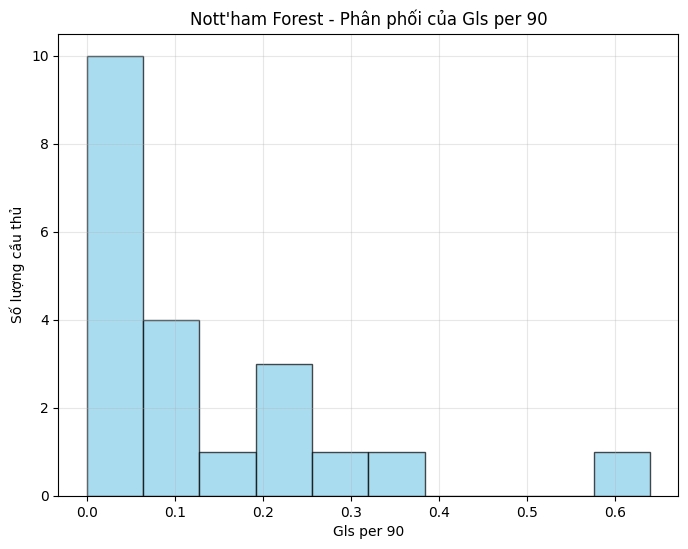 Nott'ham Forest - Phân phối của Gls per 90
10
8
6
4
2
0
Số lượng cầu thủ
0.0 0.1 0.2 0.3 0.4 0.5 0.6
Gls per 90